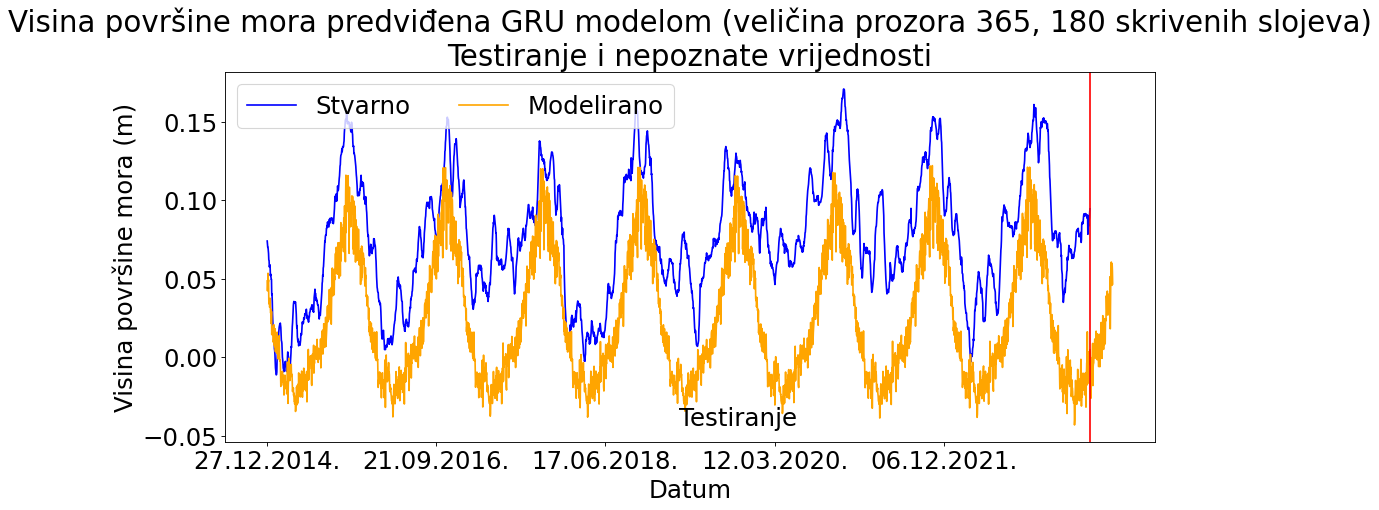 Visina površine mora predviđena GRU modelom (veličina prozora 365, 180 skrivenih slojeva)
Testiranje i nepoznate vrijednosti
Stvarno
Modelirano
Visina površine mora (m)
0.15
0.10
0.05
0.00
−0.05
Testiranje
27.12.2014.
21.09.2016.
17.06.2018.
12.03.2020.
06.12.2021.
Datum